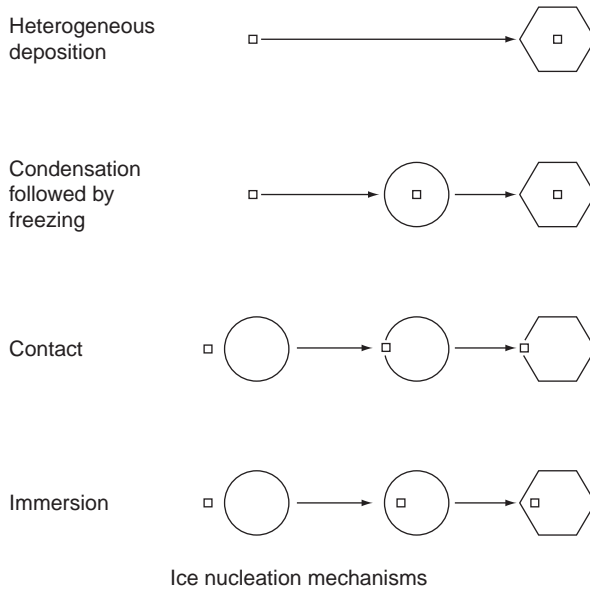 Heterogeneous
deposition
Condensation
followed by
freezing
Contact
Immersion
Ice nucleation mechanisms